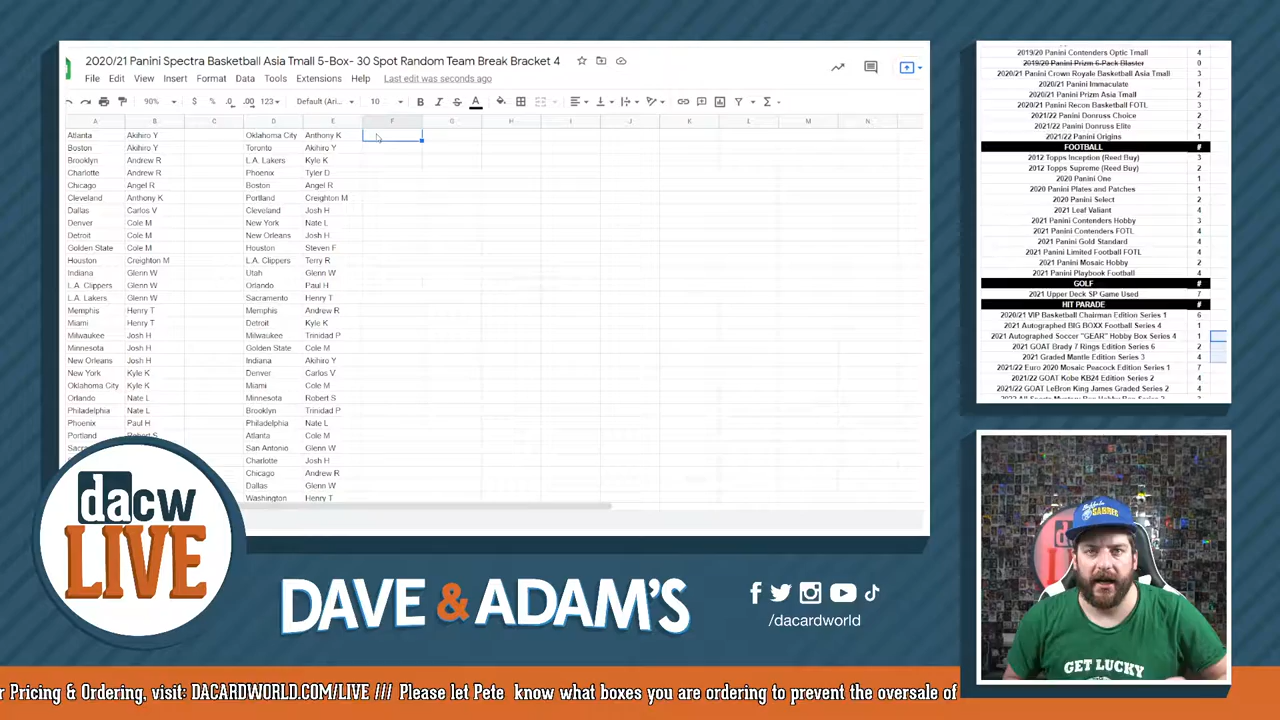 2020/21 Panini Spectra Basketball Asia Tmall 5-Box- 30 Spot Random Team Break Bracket 4
File Edit View Insert Format Data Tools Extensions Help Last edit was seconds ago
90% $ % .0 .00 123 Default (Ari... 10 B I S A
A B C D E F G H I J K L M N
Atlanta Akihiro Y Oklahoma City Anthony K
Boston Akihiro Y Toronto Akihiro Y
Brooklyn Andrew R L.A. Lakers Kyle K
Charlotte Andrew R Phoenix Tyler D
Chicago Angel R Boston Angel R
Cleveland Anthony K Portland Creighton M
Dallas Carlos V Cleveland Josh H
Denver Cole M New York Nate L
Detroit Cole M New Orleans Josh H
Golden State Cole M Houston Steven F
Houston Creighton M L.A. Clippers Terry R
Indiana Glenn W Utah Glenn W
L.A. Clippers Glenn W Orlando Paul H
L.A. Lakers Glenn W Sacramento Henry T
Memphis Henry T Memphis Andrew R
Miami Henry T Detroit Kyle K
Milwaukee Josh H Milwaukee Trinidad P
Minnesota Josh H Golden State Cole M
New Orleans Josh H Indiana Akihiro Y
New York Kyle K Denver Carlos V
Oklahoma City Kyle K Miami Cole M
Orlando Nate L Minnesota Robert S
Philadelphia Nate L Brooklyn Trinidad P
Phoenix Paul H Philadelphia Nate L
Portland Robert S Atlanta Cole M
San Antonio Glenn W
Charlotte Josh H
Chicago Andrew R
Dallas Glenn W
Washington Henry T
2019/20 Panini Contenders Optic Tmall 4
2019/20 Panini Prizm 6-Pack Blaster 0
2020/21 Panini Crown Royale Basketball Asia Tmall 3
2020/21 Panini Immaculate 1
2020/21 Panini Prizm Asia Tmall 2
2020/21 Panini Recon Basketball FOTL 3
2021/22 Panini Donruss Choice 2
2021/22 Panini Donruss Elite 2
2021/22 Panini Origins 1
FOOTBALL #
2012 Topps Inception (Reed Buy) 3
2012 Topps Supreme (Reed Buy) 2
2020 Panini One 1
2020 Panini Plates and Patches 1
2020 Panini Select 2
2021 Leaf Valiant 4
2021 Panini Contenders Hobby 3
2021 Panini Contenders FOTL 4
2021 Panini Gold Standard 4
2021 Panini Limited Football FOTL 4
2021 Panini Mosaic Hobby 2
2021 Panini Playbook Football 4
GOLF #
2021 Upper Deck SP Game Used 7
HIT PARADE #
2020/21 VIP Basketball Chairman Edition Series 1 6
2021 Autographed BIG BOXX Football Series 4 1
2021 Autographed Soccer "GEAR" Hobby Box Series 4 1
2021 GOAT Brady 7 Rings Edition Series 6 2
2021 Graded Mantle Edition Series 3 4
2021/22 Euro 2020 Mosaic Peacock Edition Series 1 7
2021/22 GOAT Kobe KB24 Edition Series 2 4
2021/22 GOAT LeBron King James Graded Series 2 4
dacw
LIVE
DAVE & ADAM'S
/dacardworld
GET LUCKY
r Pricing & Ordering, visit: DACARDWORLD.COM/LIVE /// Please let Pete know what boxes you are ordering to prevent the oversale of